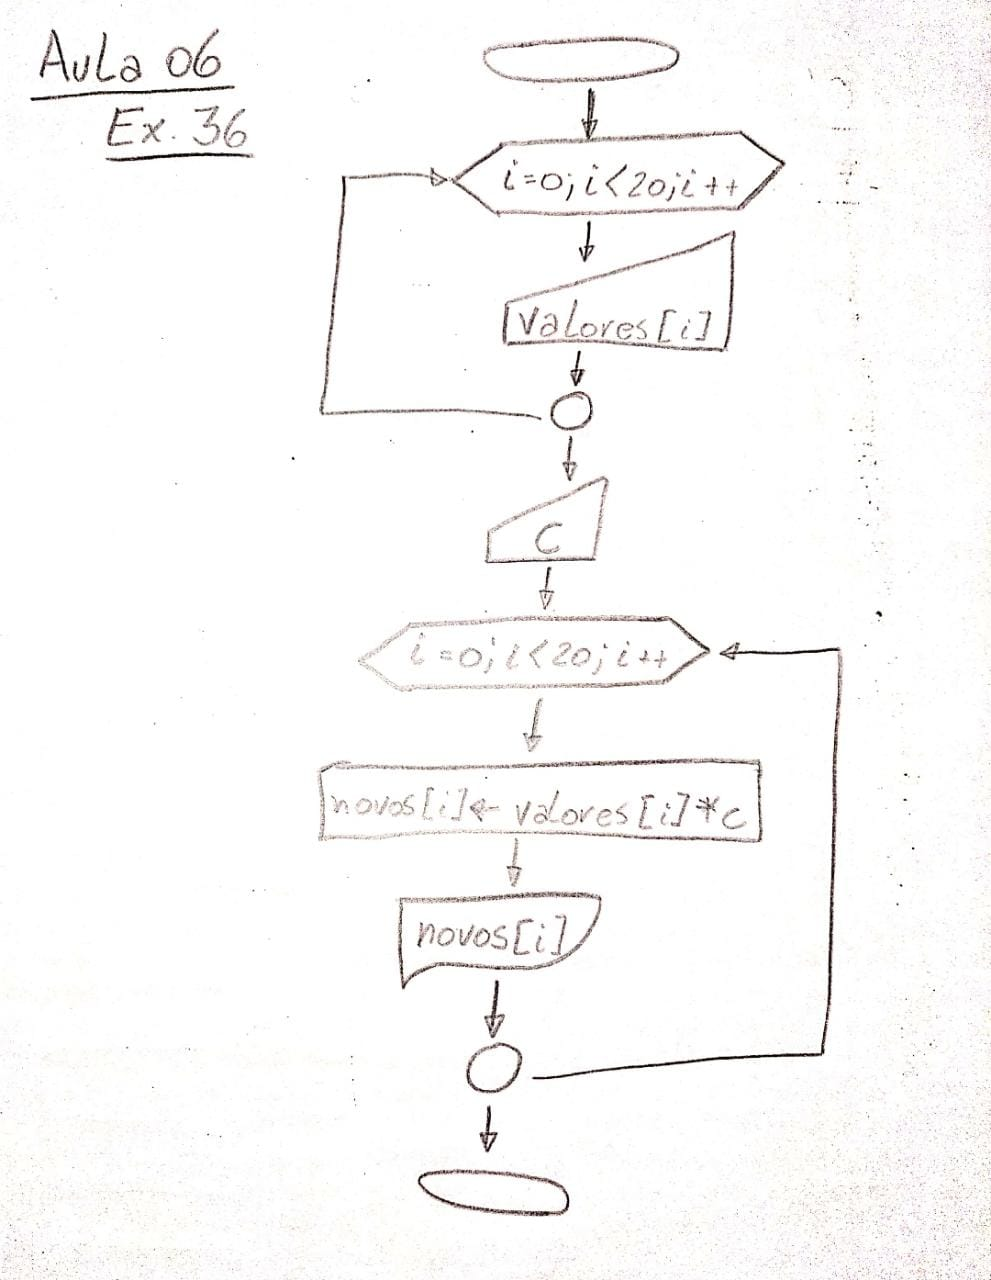 Aula 06
Ex. 36
i=0; i<20; i++
valores[i]
C
i=0; i<20; i++
novos[i]← valores[i]*c
novos[i]